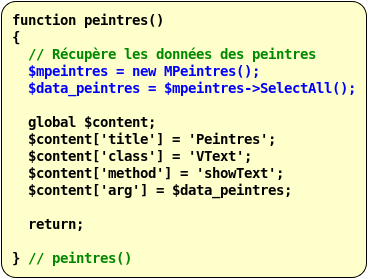 function peintres()
{
  // Récupère les données des peintres
  $mpeintres = new MPeintres();
  $data_peintres = $mpeintres->SelectAll();

  global $content;
  $content['title'] = 'Peintres';
  $content['class'] = 'VText';
  $content['method'] = 'showText';
  $content['arg'] = $data_peintres;

  return;

} // peintres()